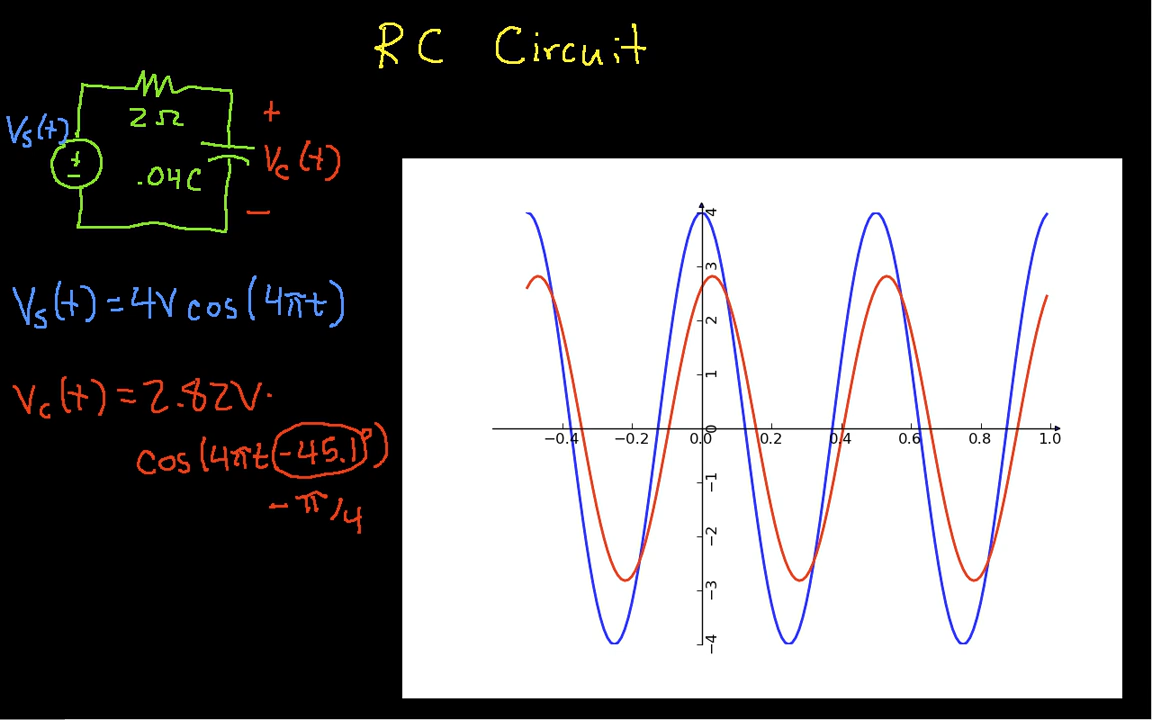 RC Circuit
Vs(t)
+
-
2Ω
.04C
+
Vc(t)
-
Vs(t)=4V cos(4πt)
Vc(t)=2.82V·
cos(4πt-45.1°)
-π/4
4
3
2
1
0
−1
−2
−3
−4
−0.4 −0.2 0.0 0.2 0.4 0.6 0.8 1.0